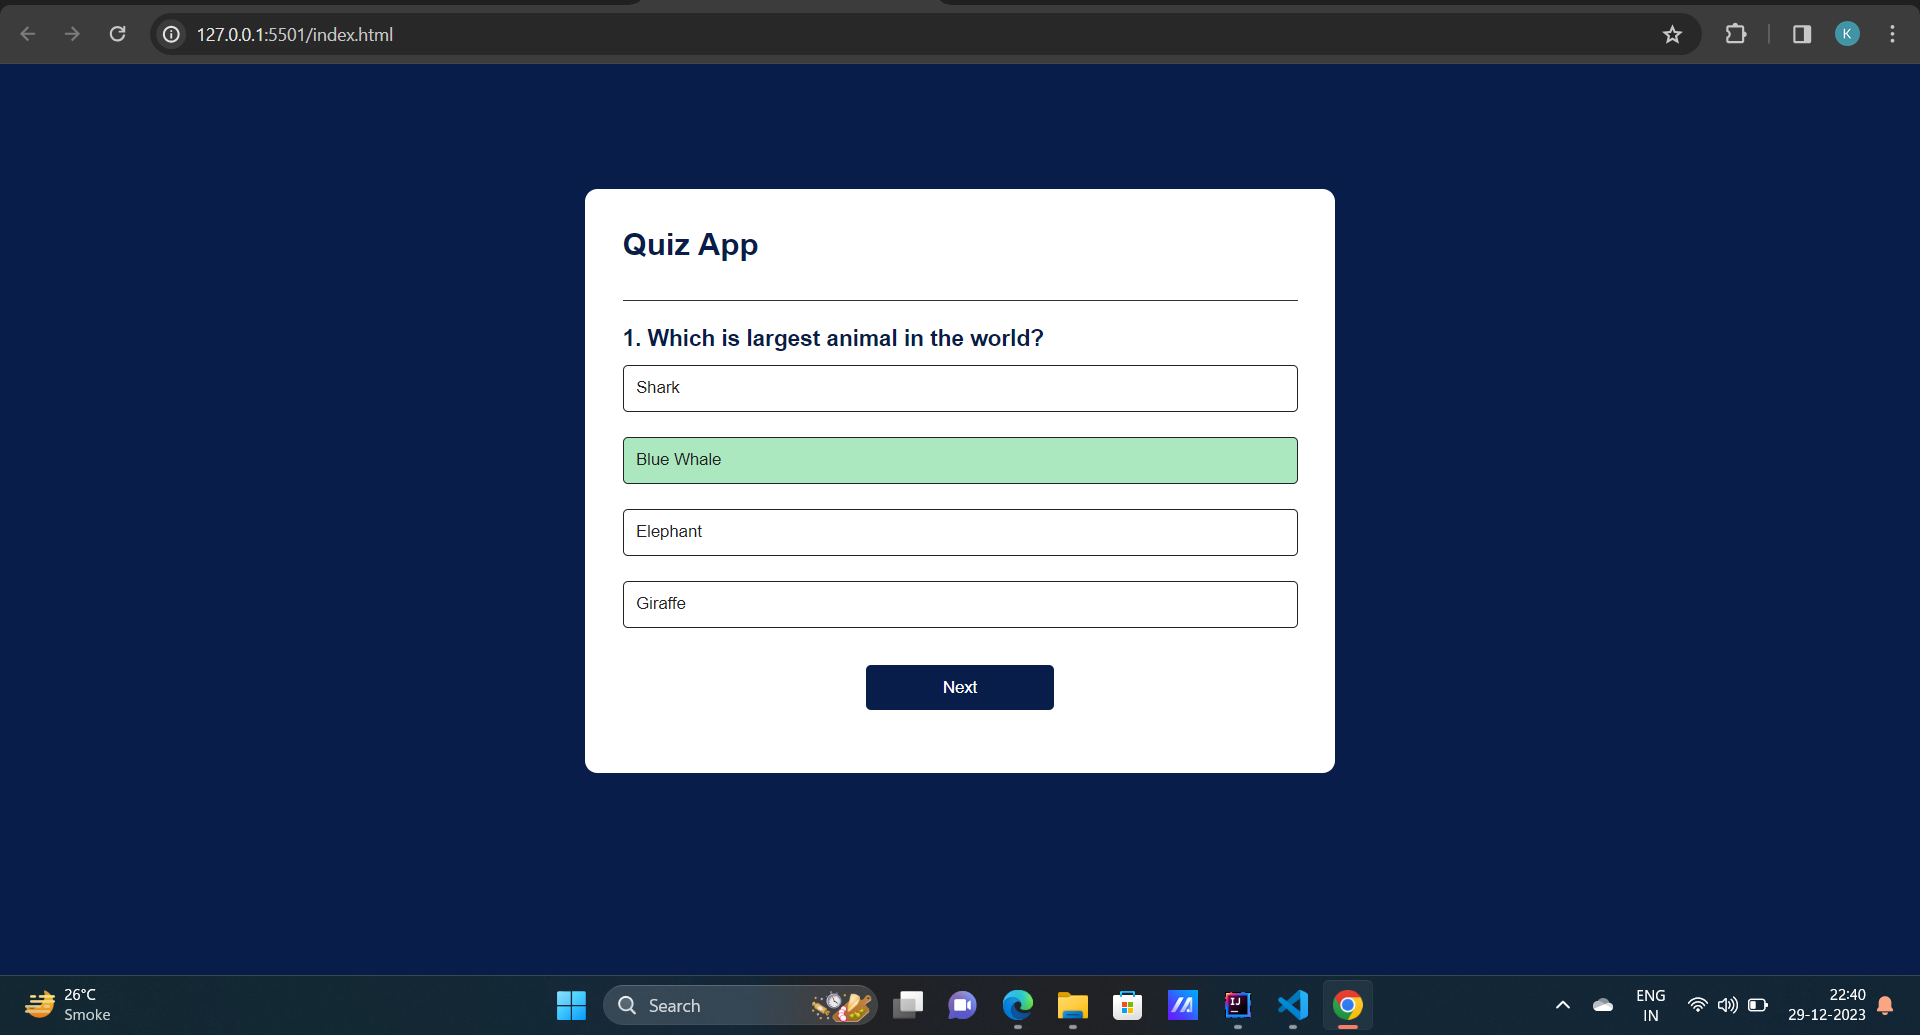 127.0.0.1:5501/index.html
K
Quiz App
1. Which is largest animal in the world?
Shark
Blue Whale
Elephant
Giraffe
Next
26°C
Smoke
Search
IJ
ENG
IN
22:40
29-12-2023